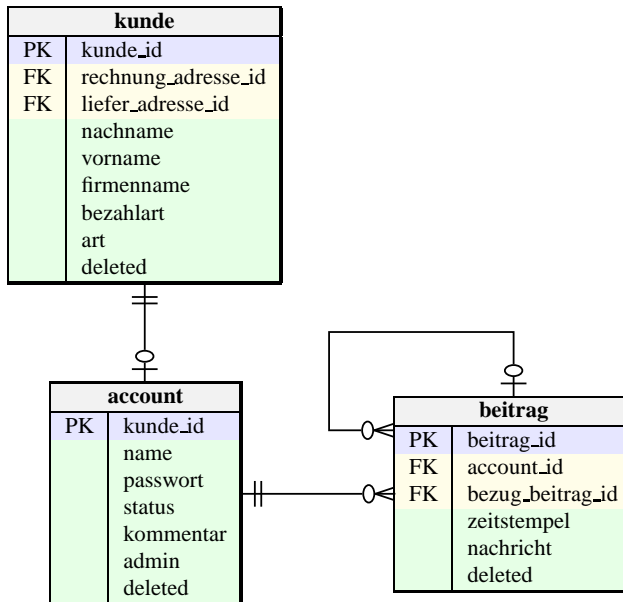 kunde
PK kunde_id
FK rechnung_adresse_id
FK liefer_adresse_id
nachname
vorname
firmenname
bezahlart
art
deleted
account
PK kunde_id
name
passwort
status
kommentar
admin
deleted
beitrag
PK beitrag_id
FK account_id
FK bezug_beitrag_id
zeitstempel
nachricht
deleted